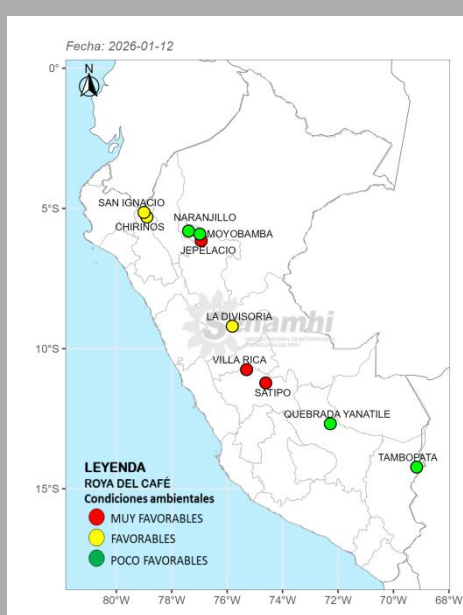 Fecha: 2026-01-12
N
0°
5°S
10°S
15°S
SAN IGNACIO
CHIRINOS
NARANJILLO
MOYOBAMBA
JEPELACIO
LA DIVISORIA
Senamhi
VILLA RICA
SATIPO
QUEBRADA YANATILE
TAMBOPATA
LEYENDA
ROYA DEL CAFÉ
Condiciones ambientales
MUY FAVORABLES
FAVORABLES
POCO FAVORABLES
80°W 78°W 76°W 74°W 72°W 70°W 68°W